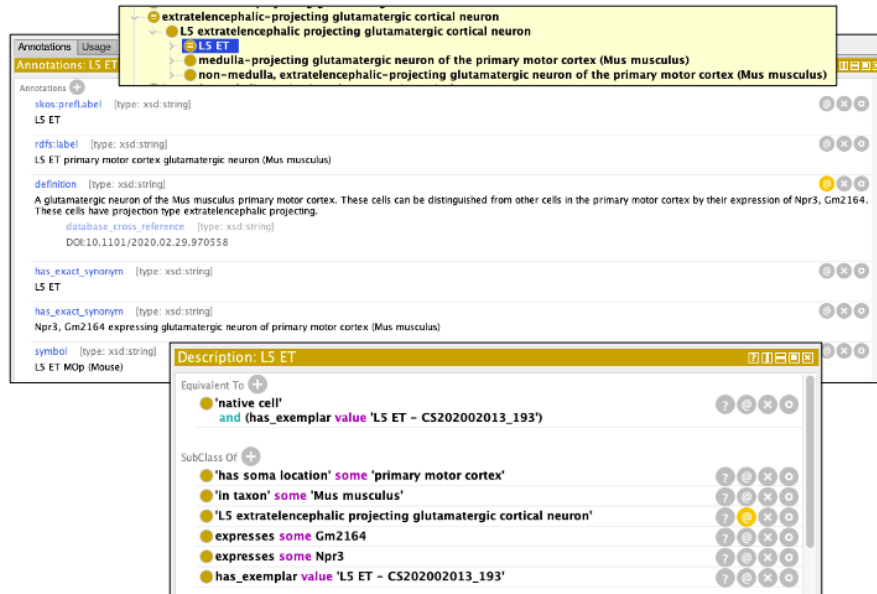 extratelencephalic-projecting glutamatergic cortical neuron
L5 extratelencephalic projecting glutamatergic cortical neuron
L5 ET
medulla-projecting glutamatergic neuron of the primary motor cortex (Mus musculus)
non-medulla, extratelencephalic-projecting glutamatergic neuron of the primary motor cortex (Mus musculus)
Annotations Usage
Annotations: L5 ET
Annotations
skos:prefLabel [type: xsd:string]
L5 ET
rdfs:label [type: xsd:string]
L5 ET primary motor cortex glutamatergic neuron (Mus musculus)
definition [type: xsd:string]
A glutamatergic neuron of the Mus musculus primary motor cortex. These cells can be distinguished from other cells in the primary motor cortex by their expression of Npr3, Gm2164.
These cells have projection type extratelencephalic projecting.
database_cross_reference [type: xsd:string]
DOI:10.1101/2020.02.29.970558
has_exact_synonym [type: xsd:string]
L5 ET
has_exact_synonym [type: xsd:string]
Npr3, Gm2164 expressing glutamatergic neuron of primary motor cortex (Mus musculus)
symbol [type: xsd:string]
L5 ET MOp (Mouse)
Description: L5 ET
Equivalent To
'native cell'
and (has_exemplar value 'L5 ET - CS202002013_193')
SubClass Of
'has soma location' some 'primary motor cortex'
'in taxon' some 'Mus musculus'
'L5 extratelencephalic projecting glutamatergic cortical neuron'
expresses some Gm2164
expresses some Npr3
has_exemplar value 'L5 ET - CS202002013_193'